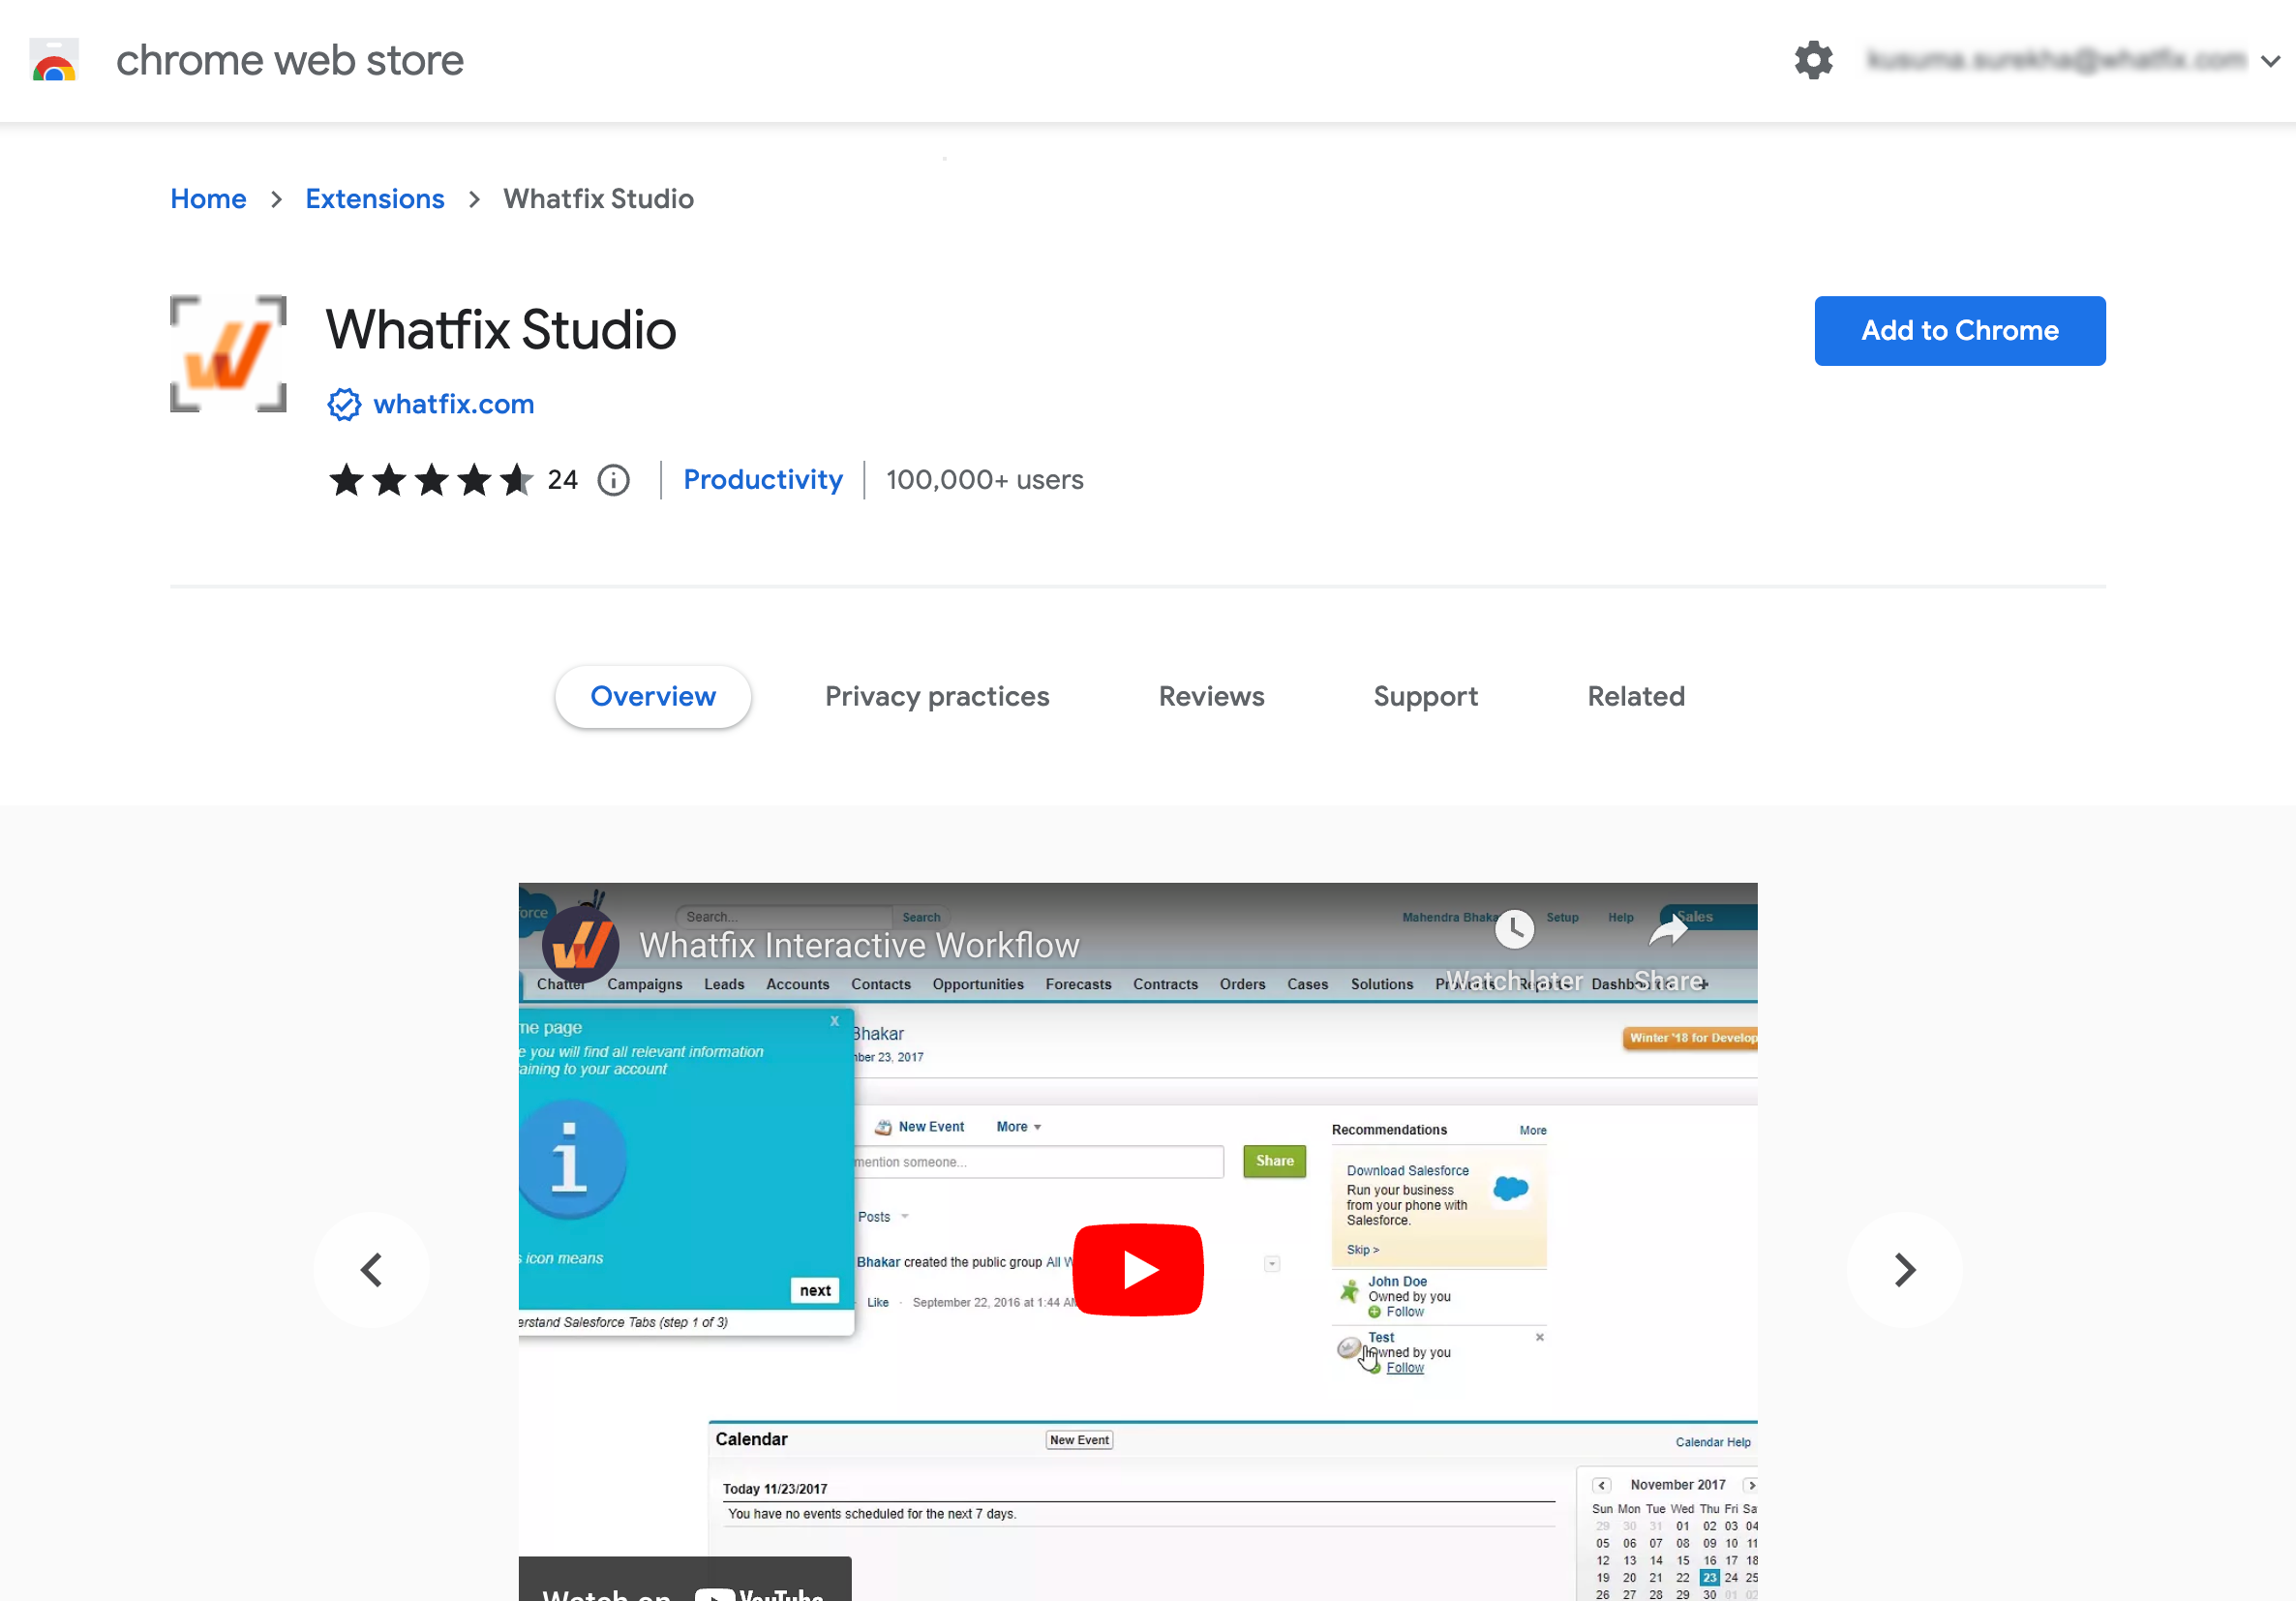 chrome web store
Home > Extensions > Whatfix Studio
Whatfix Studio
Add to Chrome
whatfix.com
24 Productivity 100,000+ users
Overview Privacy practices Reviews Support Related
Search... Search Mahendra Setup Help Sales
Whatfix Interactive Workflow
Watch later Share
Chatter Campaigns Leads Accounts Contacts Opportunities Forecasts Contracts Orders Cases Solutions
me page x
Bhakar
Winter '18 for Develop
e you will find all relevant information
aining to your account
ber 23, 2017
New Event More
Recommendations More
mention someone...
Share
Download Salesforce
Run your business
from your phone with
Salesforce.
Skip >
Posts
s icon means
Bhakar created the public group All W
next
John Doe
Owned by you
Follow
Like · September 22, 2016 at 1:44 AM
erstand Salesforce Tabs (step 1 of 3)
Test
Owned by you
Follow
Calendar New Event Calendar Help
Today 11/23/2017
You have no events scheduled for the next 7 days.
November 2017
Sun Mon Tue Wed Thu Fri Sa
29 30 31 01 02 03 04
05 06 07 08 09 10 11
12 13 14 15 16 17 18
19 20 21 22 23 24 25
26 27 28 29 30 01 02
Watch on YouTube